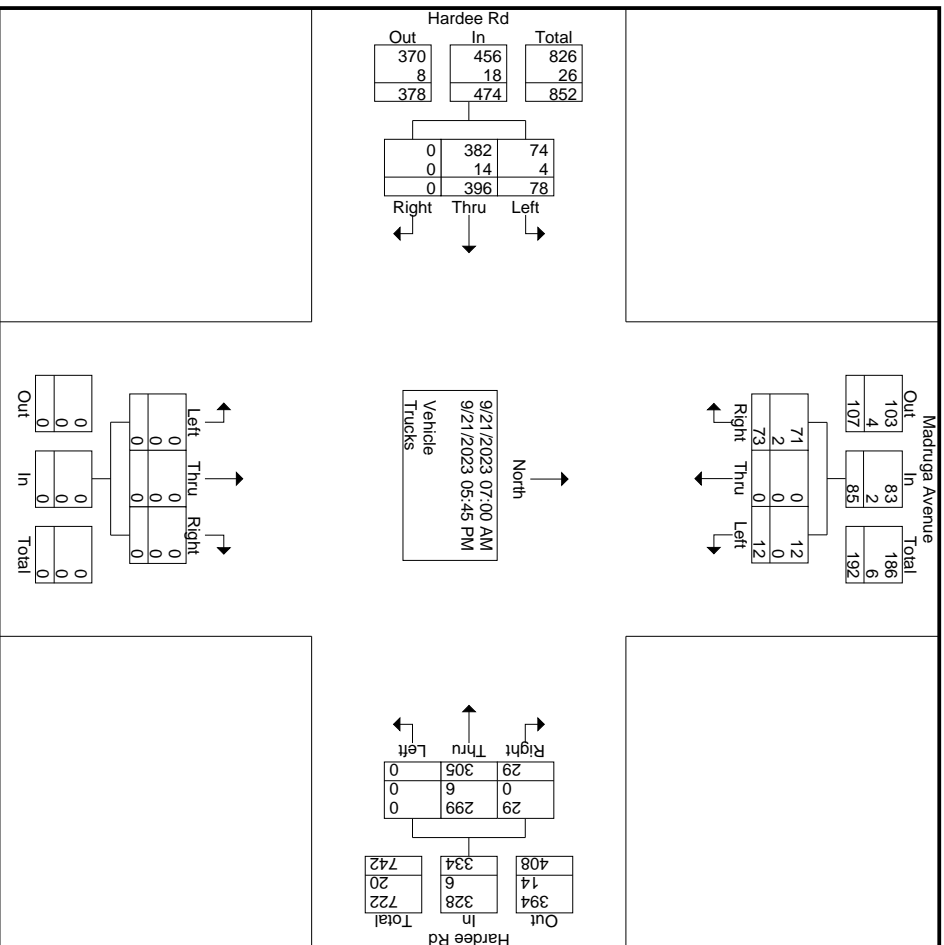 Hardee Rd
Out In Total
370 456 826
8 18 26
378 474 852
0 382 74
0 14 4
0 396 78
Right Thru Left
Madruga Avenue
Out In Total
103 83 186
4 2 6
107 85 192
71 0 12
2 0 0
73 0 12
Right Thru Left
North
9/21/2023 07:00 AM
9/21/2023 05:45 PM
Vehicle
Trucks
Left Thru Right
0 0 0
0 0 0
0 0 0
Out In Total
0 0 0
0 0 0
0 0 0
Hardee Rd
Out In Total
394 328 722
14 6 20
408 334 742
29 299 0
0 6 0
29 305 0
Right Thru Left